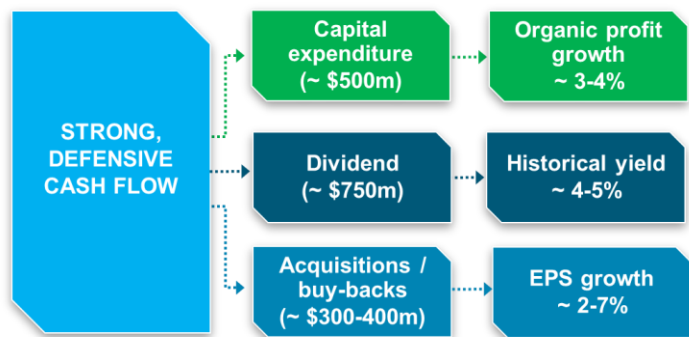 STRONG,
DEFENSIVE
CASH FLOW
Capital
expenditure
(~ $500m)
Organic profit
growth
~ 3-4%
Dividend
(~ $750m)
Historical yield
~ 4-5%
Acquisitions /
buy-backs
(~ $300-400m)
EPS growth
~ 2-7%